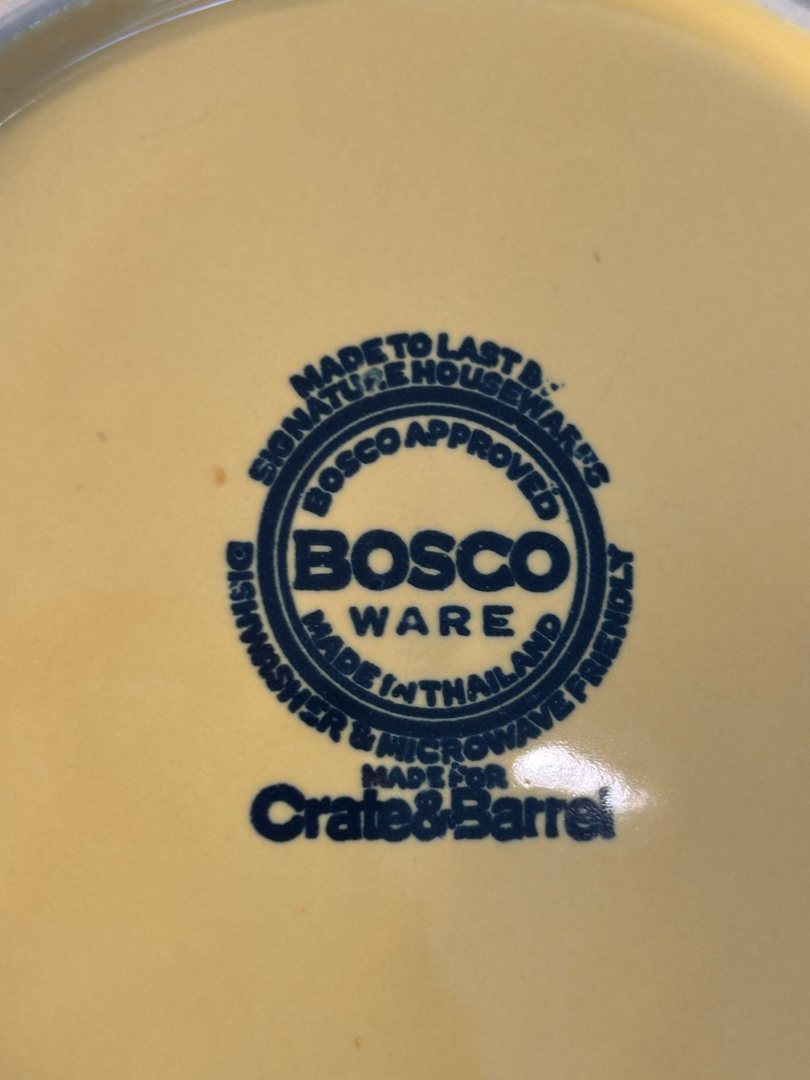 MADE TO LAST BY
SIGNATURE HOUSEWARES
BOSCO APPROVED
BOSCO
WARE
MADE IN THAILAND
DISHWASHER & MICROWAVE FRIENDLY
MADE FOR
Crate&Barrel